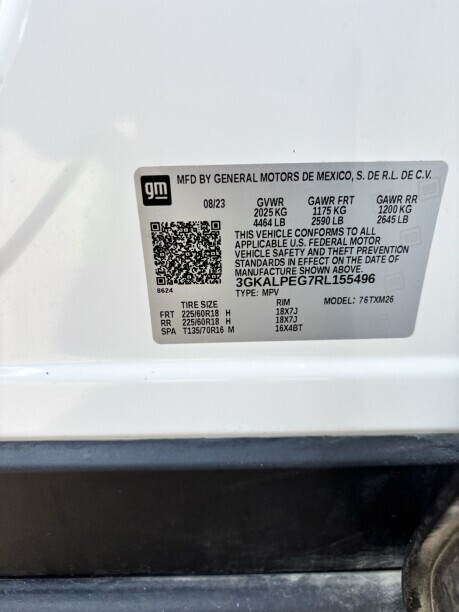 gm
MFD BY GENERAL MOTORS DE MEXICO, S. DE R.L. DE C.V.
08/23 GVWR GAWR FRT GAWR RR
2025 KG 1175 KG 1200 KG
4464 LB 2590 LB 2645 LB
THIS VEHICLE CONFORMS TO ALL
APPLICABLE U.S. FEDERAL MOTOR
VEHICLE SAFETY AND THEFT PREVENTION
STANDARDS IN EFFECT ON THE DATE OF
MANUFACTURE SHOWN ABOVE.
3GKALPEG7RL155496
8624
TYPE: MPV MODEL: 76TXM26
TIRE SIZE RIM
FRT 225/60R18 H 18X7J
RR 225/60R18 H 18X7J
SPA T135/70R16 M 16X4BT